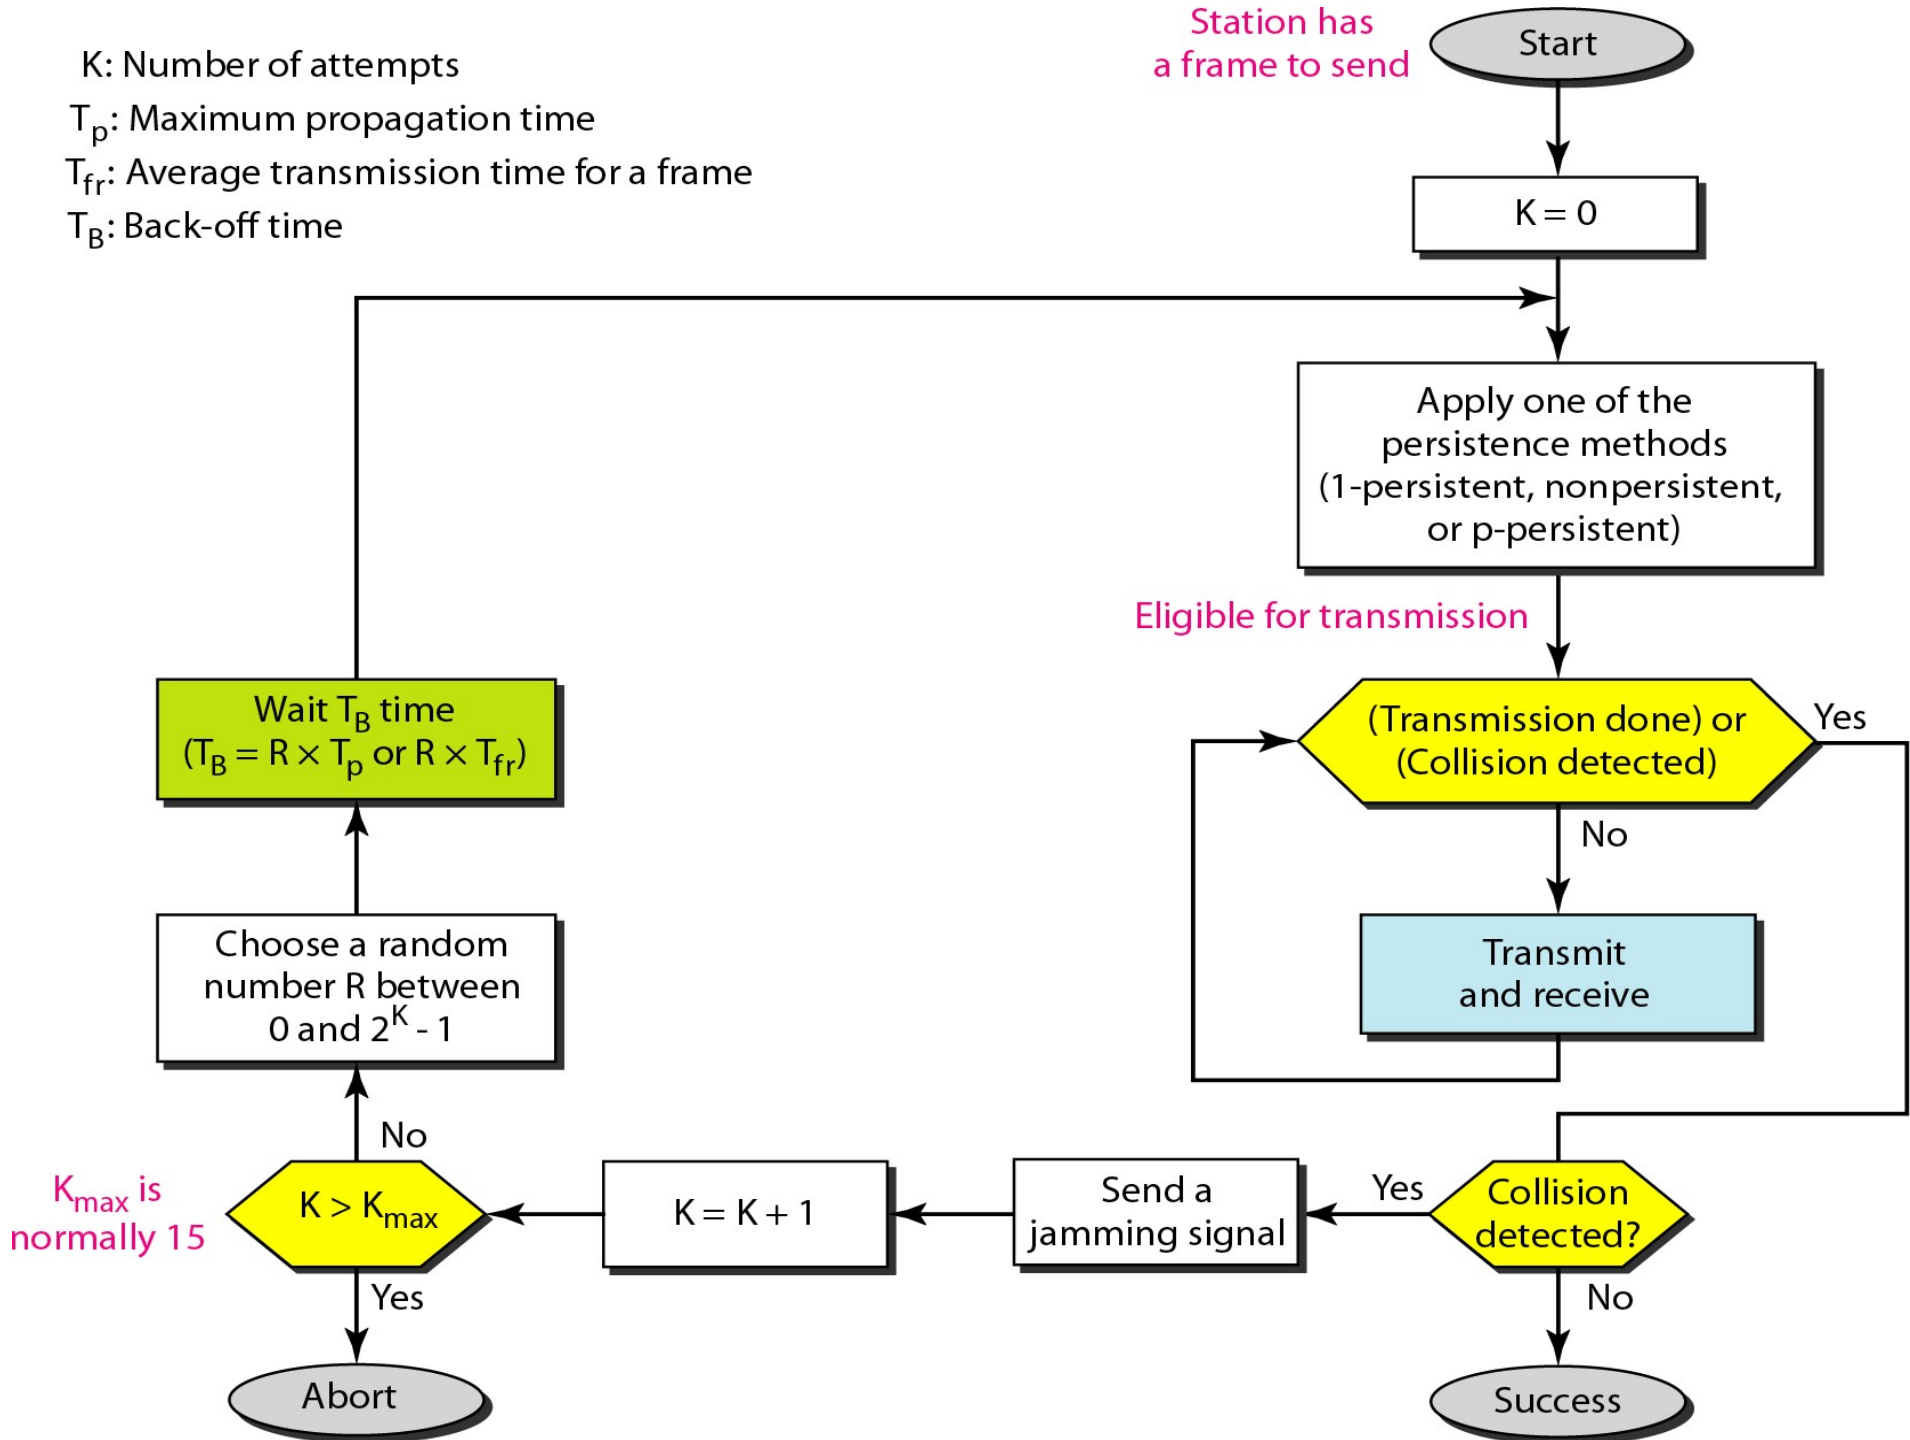 K: Number of attempts
Tp: Maximum propagation time
Tfr: Average transmission time for a frame
TB: Back-off time
Station has
a frame to send
Start
K = 0
Apply one of the
persistence methods
(1-persistent, nonpersistent,
or p-persistent)
Eligible for transmission
(Transmission done) or
(Collision detected)
Yes
No
Transmit
and receive
Collision
detected?
Yes
No
Success
Send a
jamming signal
K = K + 1
K > Kmax
Kmax is
normally 15
Yes
Abort
No
Choose a random
number R between
0 and 2^K - 1
Wait TB time
(TB = R × Tp or R × Tfr)